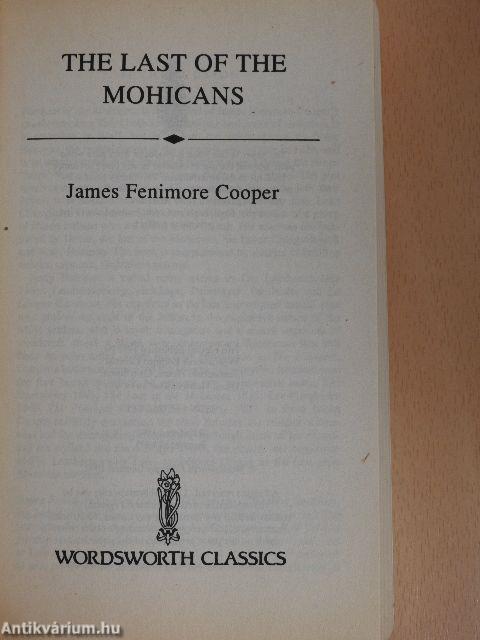 THE LAST OF THE
MOHICANS
James Fenimore Cooper
WORDSWORTH CLASSICS
Antikvárium.hu